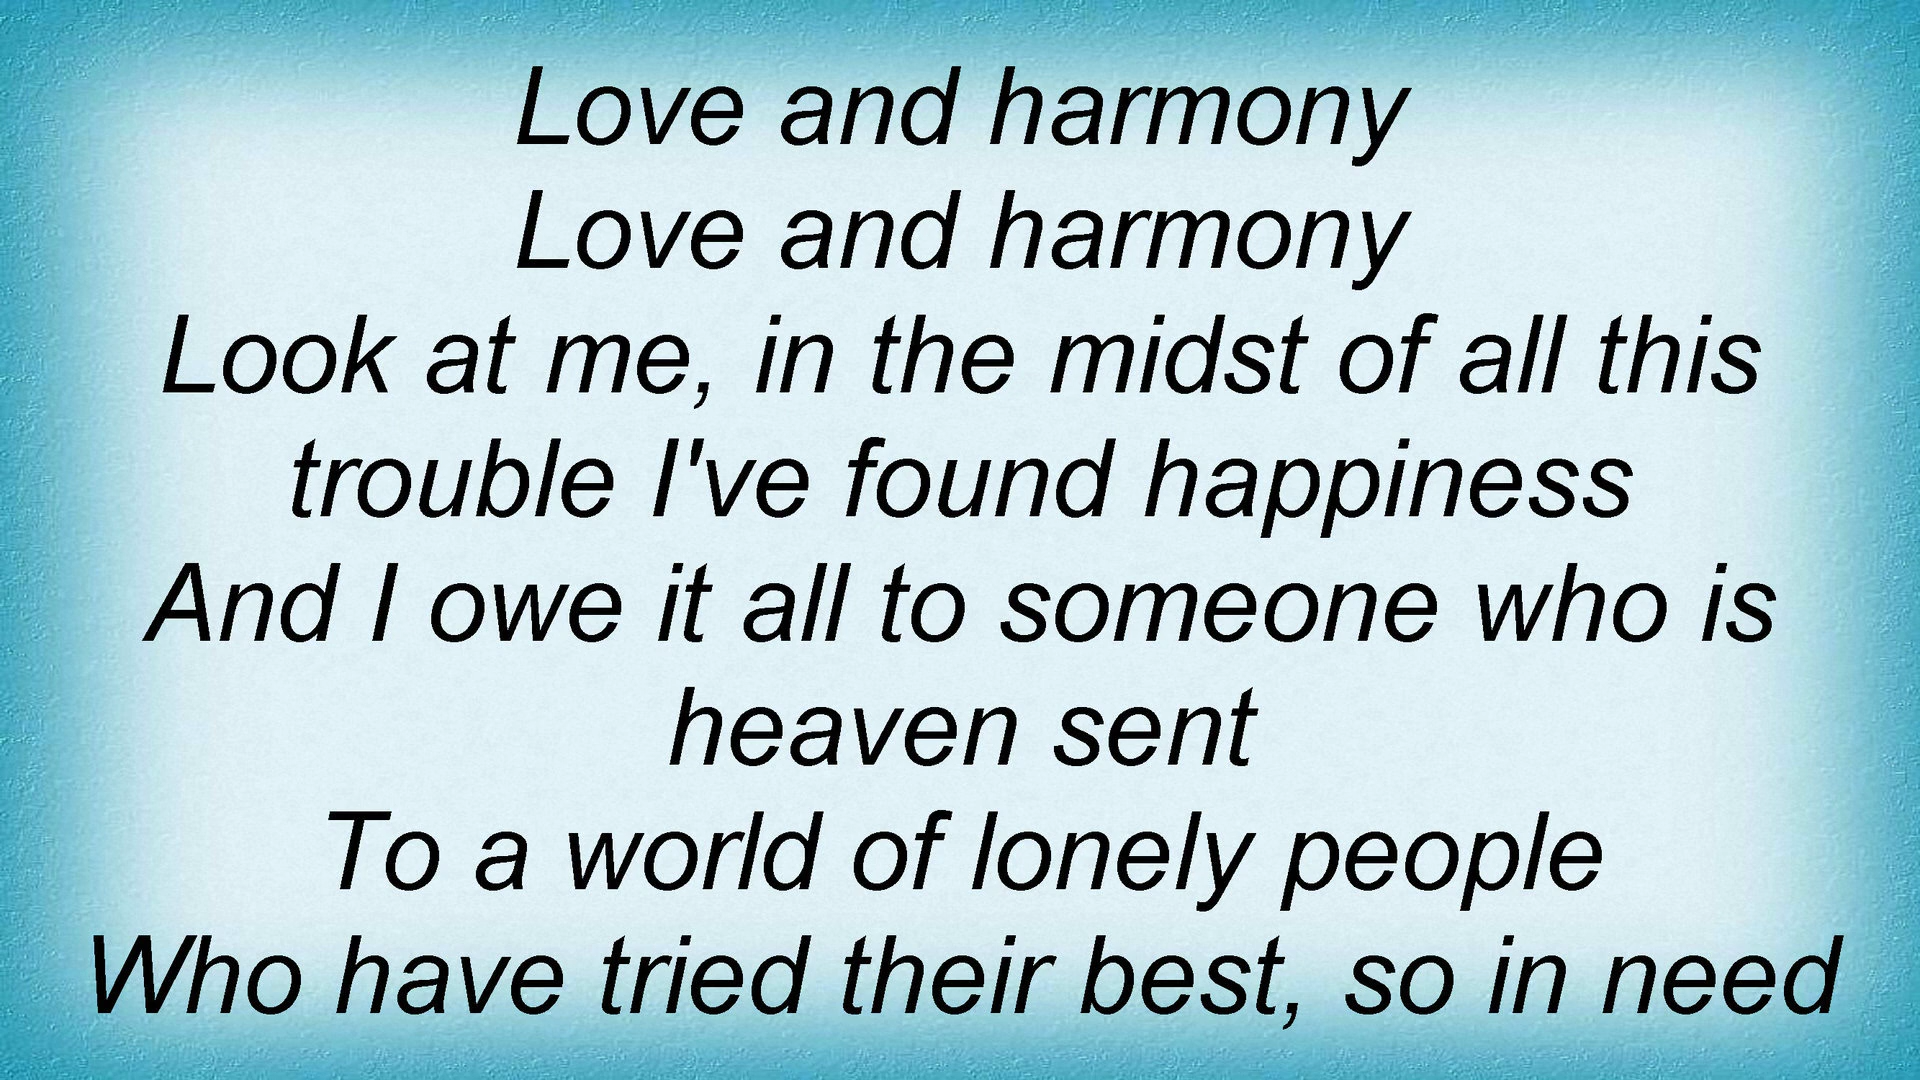 Love and harmony
Love and harmony
Look at me, in the midst of all this
trouble I've found happiness
And I owe it all to someone who is
heaven sent
To a world of lonely people
Who have tried their best, so in need